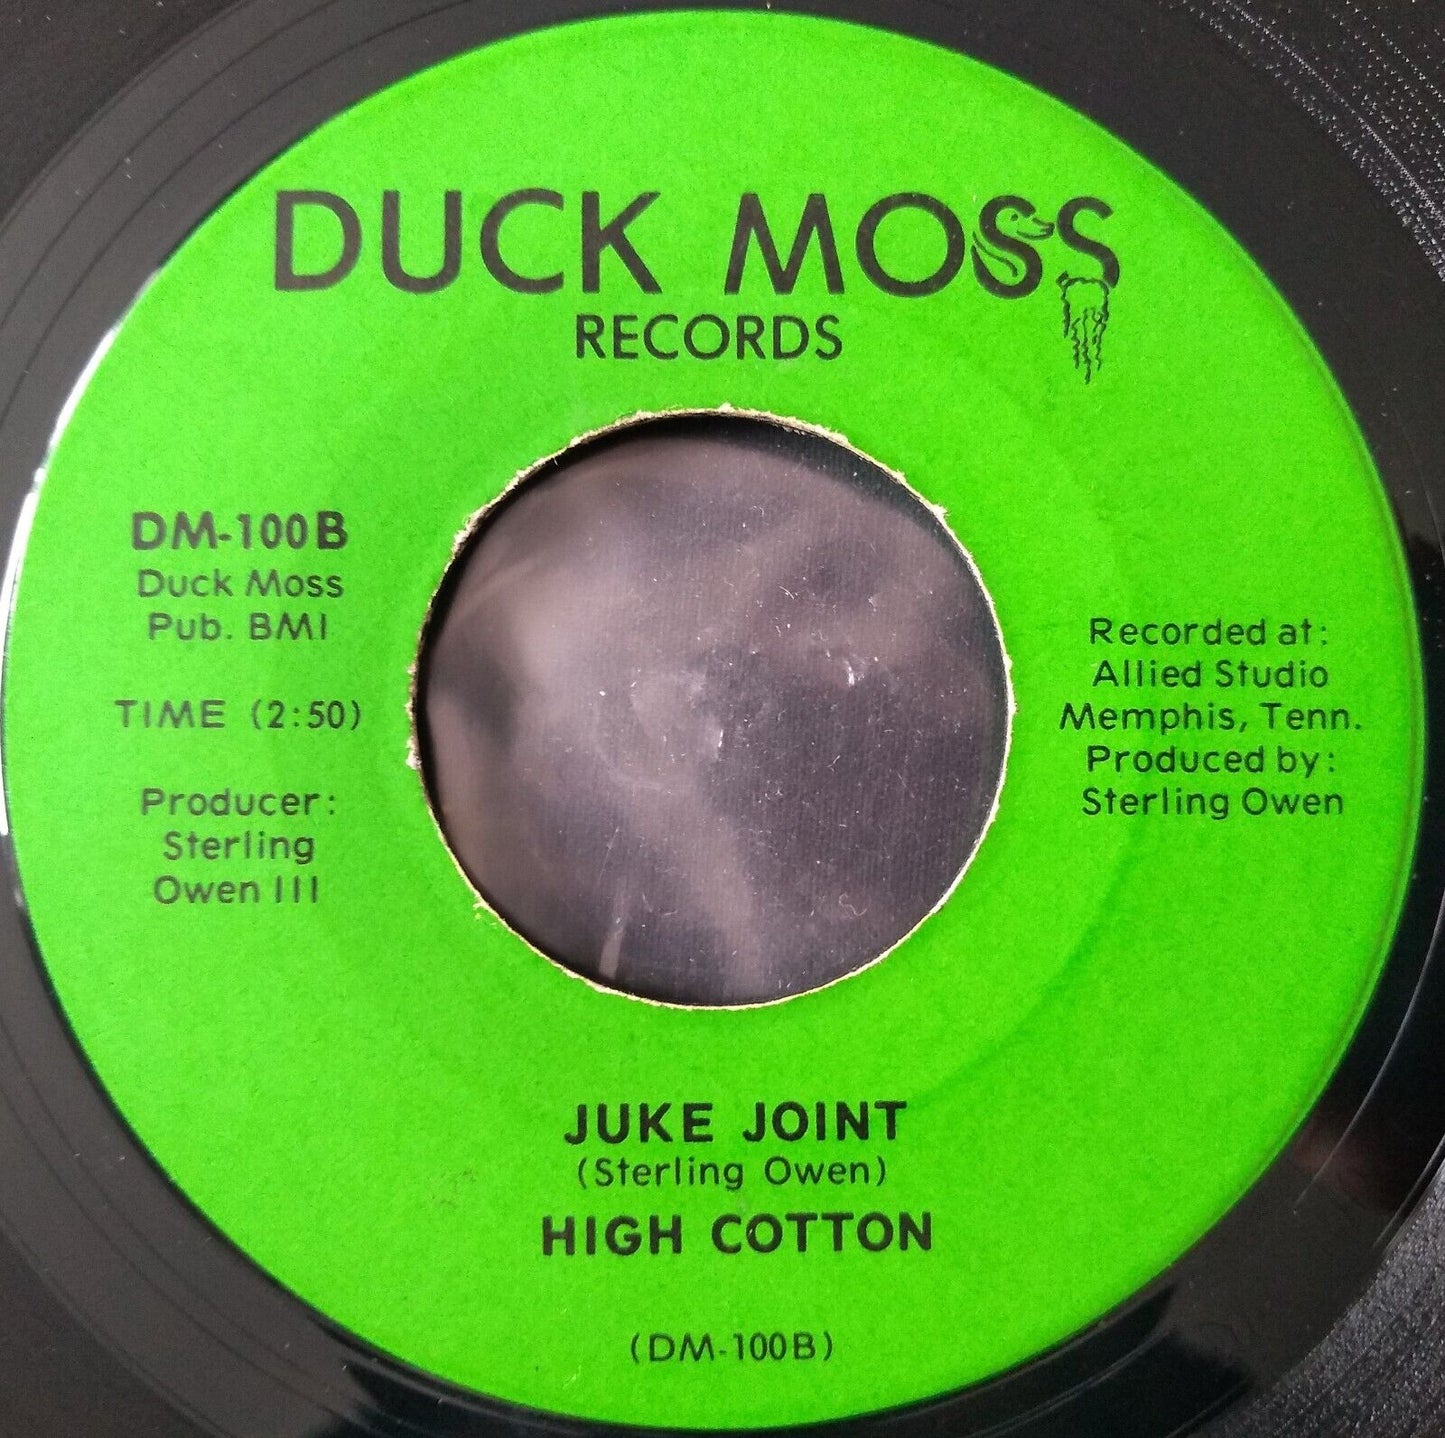 DUCK MOSS
RECORDS
DM-100B
Duck Moss
Pub. BMI
TIME (2:50)
Producer:
Sterling
Owen III
Recorded at:
Allied Studio
Memphis, Tenn.
Produced by:
Sterling Owen
JUKE JOINT
(Sterling Owen)
HIGH COTTON
(DM-100B)